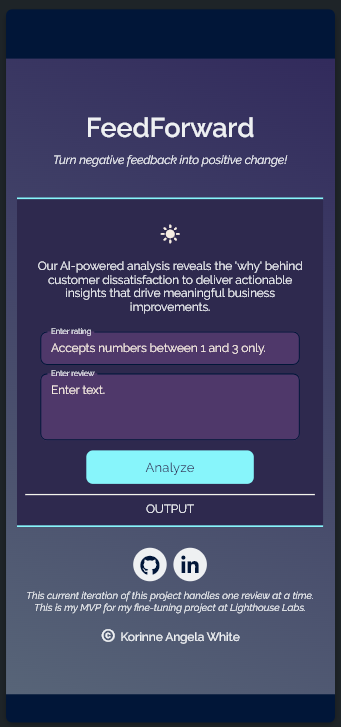 FeedForward
Turn negative feedback into positive change!
Our AI-powered analysis reveals the 'why' behind
customer dissatisfaction to deliver actionable
insights that drive meaningful business
improvements.
Enter rating
Accepts numbers between 1 and 3 only.
Enter review
Enter text.
Analyze
OUTPUT
in
This current iteration of this project handles one review at a time.
This is my MVP for my fine-tuning project at Lighthouse Labs.
© Korinne Angela White